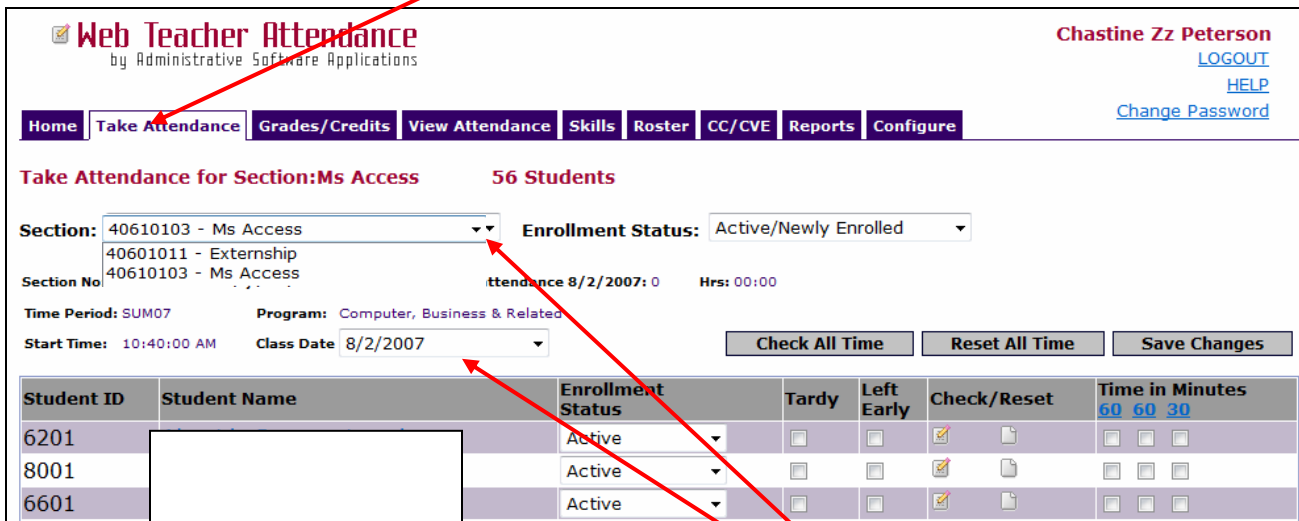 Web Teacher Attendance
by Administrative Software Applications
Chastine Zz Peterson
LOGOUT
HELP
Change Password
Home Take Attendance Grades/Credits View Attendance Skills Roster CC/CVE Reports Configure
Take Attendance for Section:Ms Access 56 Students
Section: 40610103 - Ms Access Enrollment Status: Active/Newly Enrolled
40601011 - Externship
40610103 - Ms Access
Section No ttendance 8/2/2007: 0 Hrs: 00:00
Time Period: SUM07 Program: Computer, Business & Related
Start Time: 10:40:00 AM Class Date 8/2/2007 Check All Time Reset All Time Save Changes
Student ID Student Name Enrollment Status Tardy Left Early Check/Reset Time in Minutes
60 60 30
6201 Active
8001 Active
6601 Active